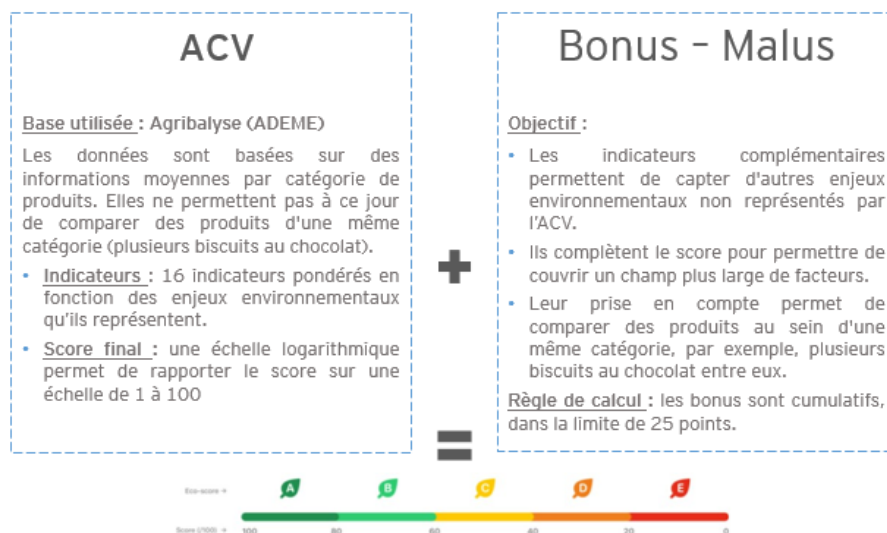 ACV
Base utilisée : Agribalyse (ADEME)
Les données sont basées sur des
informations moyennes par catégorie de
produits. Elles ne permettent pas à ce jour
de comparer des produits d'une même
catégorie (plusieurs biscuits au chocolat).
• Indicateurs : 16 indicateurs pondérés en
fonction des enjeux environnementaux
qu'ils représentent.
• Score final : une échelle logarithmique
permet de rapporter le score sur une
échelle de 1 à 100
+
Bonus – Malus
Objectif :
• Les indicateurs complémentaires
permettent de capter d'autres enjeux
environnementaux non représentés par
l'ACV.
• Ils complètent le score pour permettre de
couvrir un champ plus large de facteurs.
• Leur prise en compte permet de
comparer des produits au sein d'une
même catégorie, par exemple, plusieurs
biscuits au chocolat entre eux.
Règle de calcul : les bonus sont cumulatifs,
dans la limite de 25 points.
=
Eco-score → A B C D E
Score (/100) → 100 80 60 40 20 0